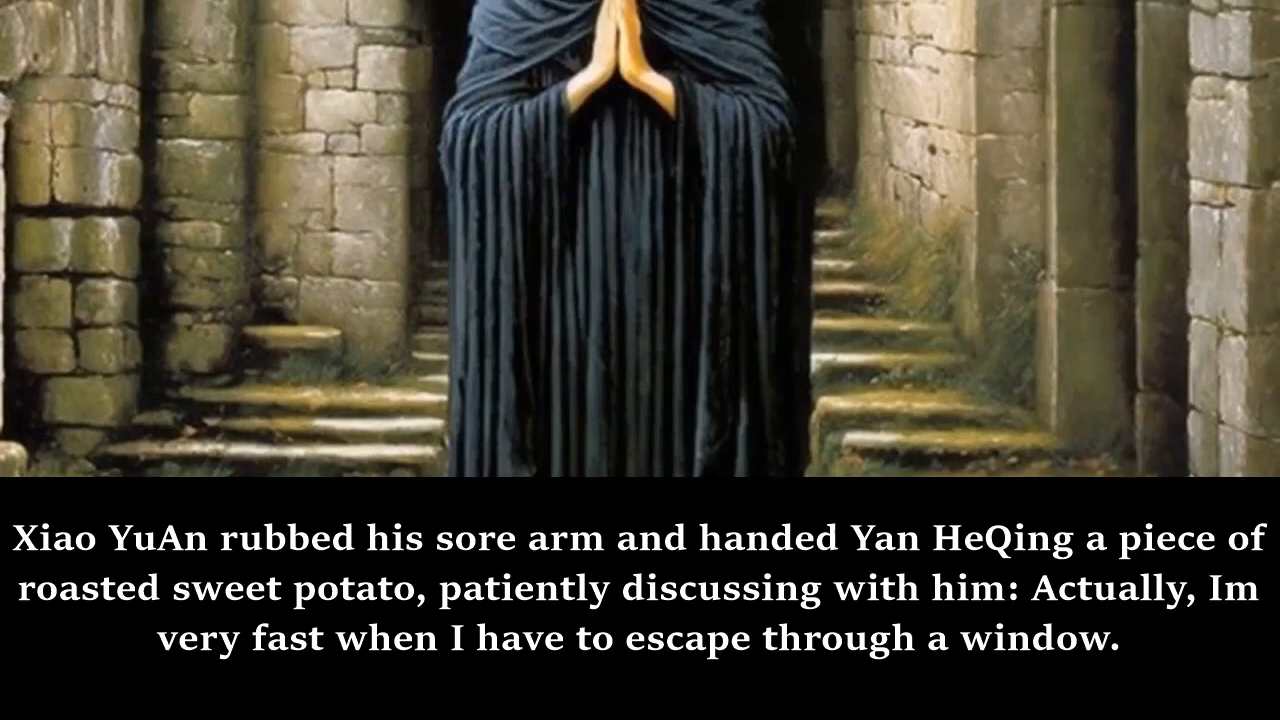 Xiao YuAn rubbed his sore arm and handed Yan HeQing a piece of
roasted sweet potato, patiently discussing with him: Actually, Im
very fast when I have to escape through a window.